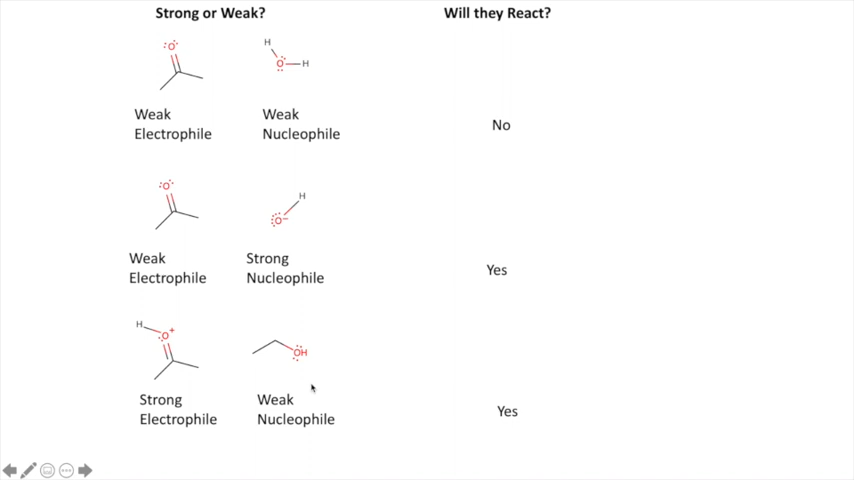 Strong or Weak?
Will they React?
O
H
O
H
Weak
Electrophile
Weak
Nucleophile
No
O
H
O−
Weak
Electrophile
Strong
Nucleophile
Yes
H
O+
OH
Strong
Electrophile
Weak
Nucleophile
Yes